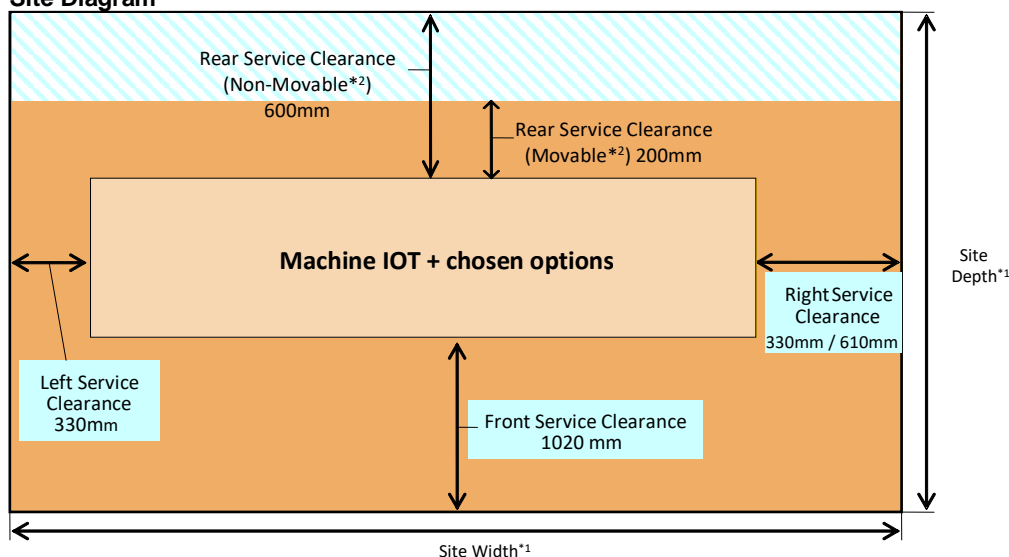 Site Diagram
Rear Service Clearance
(Non-Movable*2)
600mm
Rear Service Clearance
(Movable*2) 200mm
Machine IOT + chosen options
Site
Depth*1
Right Service
Clearance
330mm / 610mm
Left Service
Clearance
330mm
Front Service Clearance
1020 mm
Site Width*1